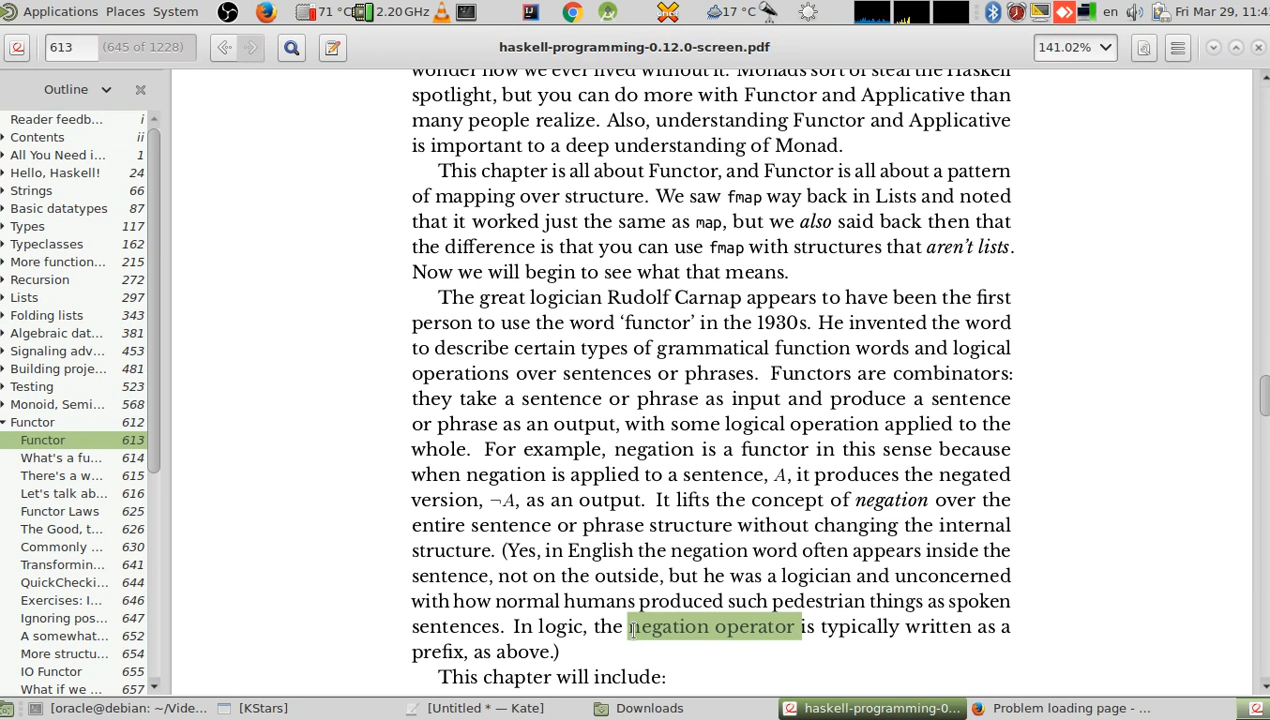 Functions Places System 71 °C 2.20 GHz 17 °C en Fri Mar 29, 11:4
613 (645 of 1228) haskell-programming-0.12.0-screen.pdf 141.02%
Outline
Reader feedb... i
Contents ii
All You Need i... 1
Hello, Haskell! 24
Strings 66
Basic datatypes 87
Types 117
Typeclasses 162
More function... 215
Recursion 272
Lists 297
Folding lists 343
Algebraic dat... 381
Signaling adv... 453
Building proje... 481
Testing 523
Monoid, Semi... 568
Functor 612
Functor 613
What's a fu... 614
There's a w... 615
Let's talk ab... 616
Functor Laws 625
The Good, t... 626
Commonly ... 630
Transformin... 641
QuickChecki... 644
Exercises: I... 646
Ignoring pos... 647
A somewhat... 652
More structu... 654
IO Functor 655
What if we ... 657
wonder how we ever lived without it. Monads sort of steal the Haskell
spotlight, but you can do more with Functor and Applicative than
many people realize. Also, understanding Functor and Applicative
is important to a deep understanding of Monad.
This chapter is all about Functor, and Functor is all about a pattern
of mapping over structure. We saw fmap way back in Lists and noted
that it worked just the same as map, but we also said back then that
the difference is that you can use fmap with structures that aren't lists.
Now we will begin to see what that means.
The great logician Rudolf Carnap appears to have been the first
person to use the word ‘functor’ in the 1930s. He invented the word
to describe certain types of grammatical function words and logical
operations over sentences or phrases. Functors are combinators:
they take a sentence or phrase as input and produce a sentence
or phrase as an output, with some logical operation applied to the
whole. For example, negation is a functor in this sense because
when negation is applied to a sentence, A, it produces the negated
version, ¬A, as an output. It lifts the concept of negation over the
entire sentence or phrase structure without changing the internal
structure. (Yes, in English the negation word often appears inside the
sentence, not on the outside, but he was a logician and unconcerned
with how normal humans produced such pedestrian things as spoken
sentences. In logic, the negation operator is typically written as a
prefix, as above.)
This chapter will include:
[oracle@debian: ~/Vide... [KStars] [Untitled * — Kate] Downloads haskell-programming-0.... Problem loading page - ...